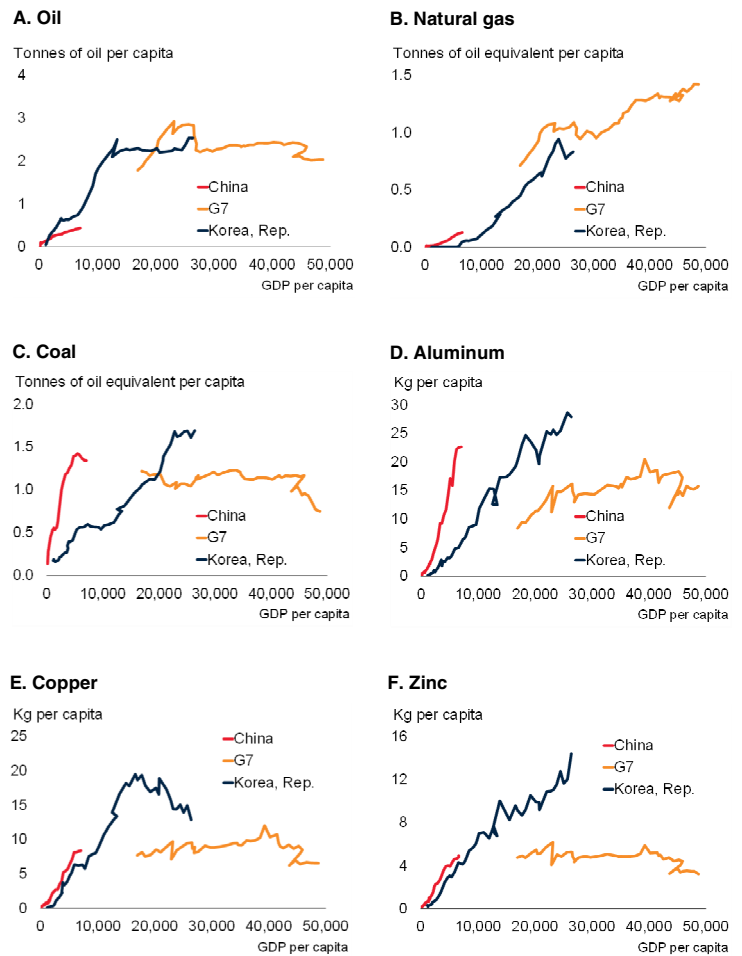 A. Oil
Tonnes of oil per capita
4
3
2
1
0
China
G7
Korea, Rep.
0 10,000 20,000 30,000 40,000 50,000
GDP per capita
B. Natural gas
Tonnes of oil equivalent per capita
1.5
1.0
0.5
0.0
China
G7
Korea, Rep.
0 10,000 20,000 30,000 40,000 50,000
GDP per capita
C. Coal
Tonnes of oil equivalent per capita
2.0
1.5
1.0
0.5
0.0
China
G7
Korea, Rep.
0 10,000 20,000 30,000 40,000 50,000
GDP per capita
D. Aluminum
Kg per capita
30
25
20
15
10
5
0
China
G7
Korea, Rep.
0 10,000 20,000 30,000 40,000 50,000
GDP per capita
E. Copper
Kg per capita
25
20
15
10
5
0
China
G7
Korea, Rep.
0 10,000 20,000 30,000 40,000 50,000
GDP per capita
F. Zinc
Kg per capita
16
12
8
4
0
China
G7
Korea, Rep.
0 10,000 20,000 30,000 40,000 50,000
GDP per capita